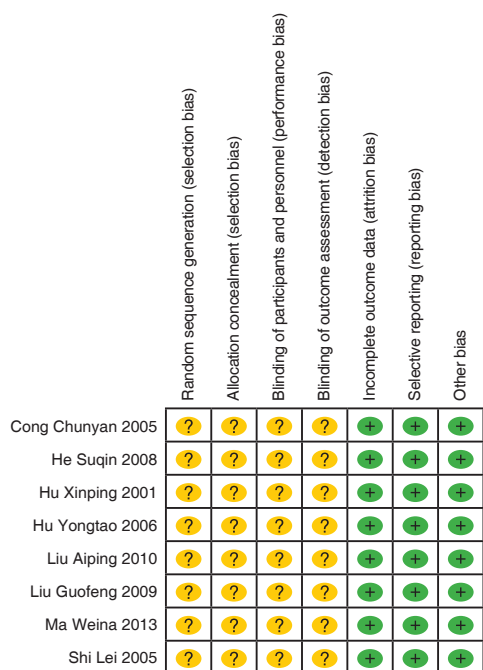 Random sequence generation (selection bias)
Allocation concealment (selection bias)
Blinding of participants and personnel (performance bias)
Blinding of outcome assessment (detection bias)
Incomplete outcome data (attrition bias)
Selective reporting (reporting bias)
Other bias
Cong Chunyan 2005 ? ? ? ? + + +
He Suqin 2008 ? ? ? ? + + +
Hu Xinping 2001 ? ? ? ? + + +
Hu Yongtao 2006 ? ? ? ? + + +
Liu Aiping 2010 ? ? ? ? + + +
Liu Guofeng 2009 ? ? ? ? + + +
Ma Weina 2013 ? ? ? ? + + +
Shi Lei 2005 ? ? ? ? + + +